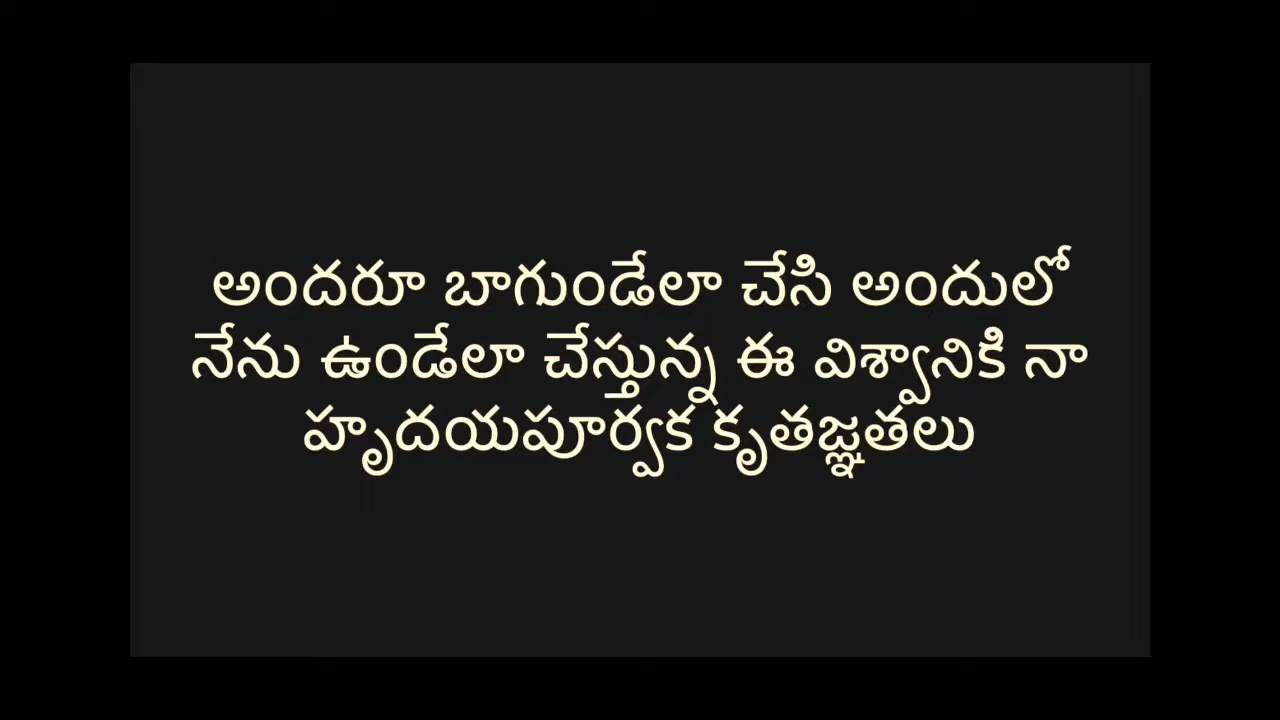 అందరూ బాగుండేలా చేసి అందులో
నేను ఉండేలా చేస్తున్న ఈ విశ్వానికి నా
హృదయపూర్వక కృతజ్ఞతలు